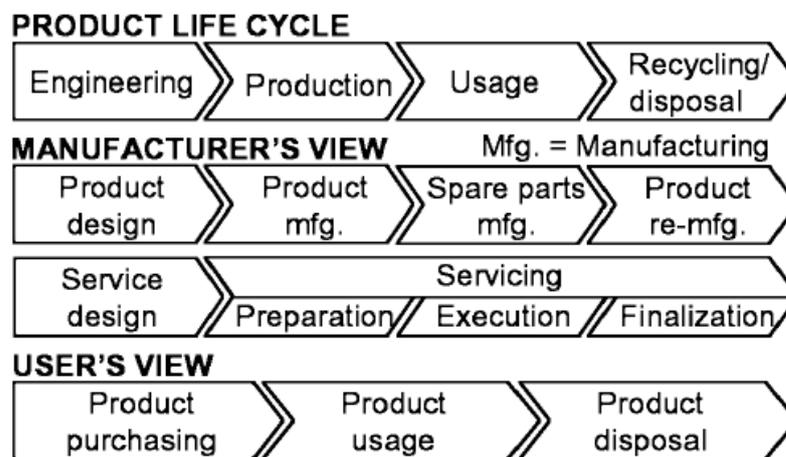 PRODUCT LIFE CYCLE
Engineering
Production
Usage
Recycling/
disposal
MANUFACTURER'S VIEW
Mfg. = Manufacturing
Product
design
Product
mfg.
Spare parts
mfg.
Product
re-mfg.
Service
design
Servicing
Preparation
Execution
Finalization
USER'S VIEW
Product
purchasing
Product
usage
Product
disposal